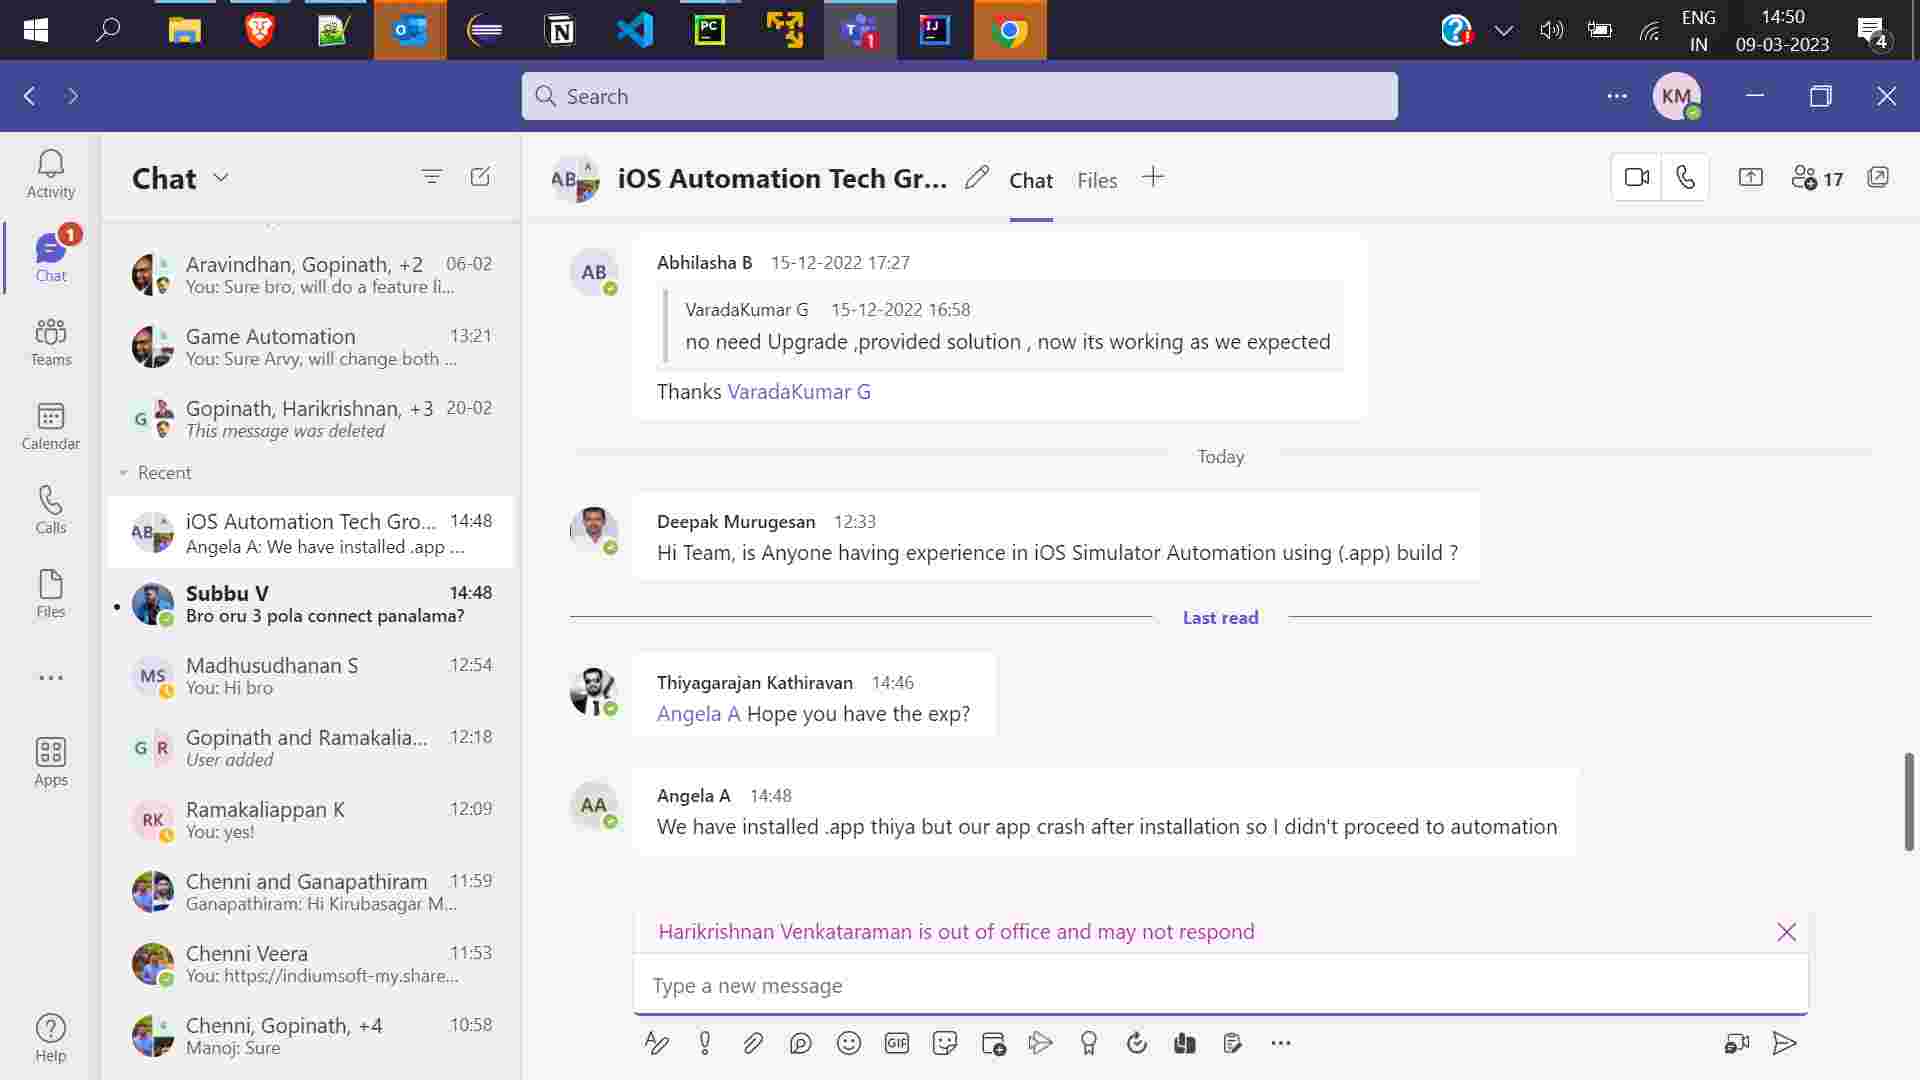 PC
1
IJ
ENG
IN
14:50
09-03-2023
4
Search
KM
Activity
1
Chat
Teams
Calendar
Calls
Files
Apps
Help
Chat
Aravindhan, Gopinath, +2 06-02
You: Sure bro, will do a feature li...
Game Automation 13:21
You: Sure Arvy, will change both ...
G
Gopinath, Harikrishnan, +3 20-02
This message was deleted
Recent
AB A
iOS Automation Tech Gro... 14:48
Angela A: We have installed .app ...
Subbu V 14:48
Bro oru 3 pola connect panalama?
MS
Madhusudhanan S 12:54
You: Hi bro
G R
Gopinath and Ramakalia... 12:18
User added
RK
Ramakaliappan K 12:09
You: yes!
Chenni and Ganapathiram 11:59
Ganapathiram: Hi Kirubasagar M...
Chenni Veera 11:53
You: https://indiumsoft-my.share...
Chenni, Gopinath, +4 10:58
Manoj: Sure
AB A
iOS Automation Tech Gr...
Chat
Files
17
AB
Abhilasha B 15-12-2022 17:27
VaradaKumar G 15-12-2022 16:58
no need Upgrade ,provided solution , now its working as we expected
Thanks VaradaKumar G
Today
Deepak Murugesan 12:33
Hi Team, is Anyone having experience in iOS Simulator Automation using (.app) build ?
Last read
Thiyagarajan Kathiravan 14:46
Angela A Hope you have the exp?
AA
Angela A 14:48
We have installed .app thiya but our app crash after installation so I didn't proceed to automation
Harikrishnan Venkataraman is out of office and may not respond
Type a new message
GIF